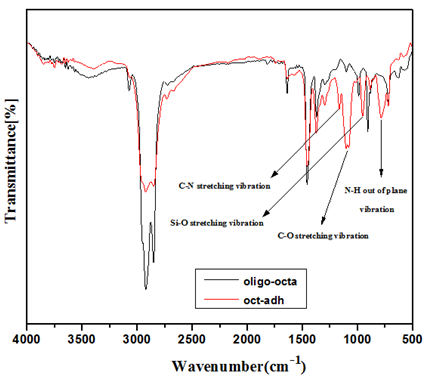 Transmittance[%]
C-N stretching vibration
N-H out of plane
vibration
Si-O stretching vibration
C-O stretching vibration
oligo-octa
oct-adh
4000 3500 3000 2500 2000 1500 1000 500
Wavenumber(cm⁻¹)